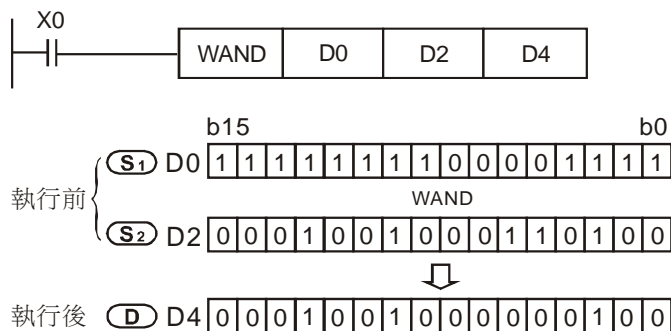 X0
WAND D0 D2 D4
b15 b0
S1 D0 1 1 1 1 1 1 1 1 0 0 0 0 1 1 1 1
執行前 WAND
S2 D2 0 0 0 1 0 0 1 0 0 0 1 1 0 1 0 0
執行後 D D4 0 0 0 1 0 0 1 0 0 0 0 0 0 1 0 0